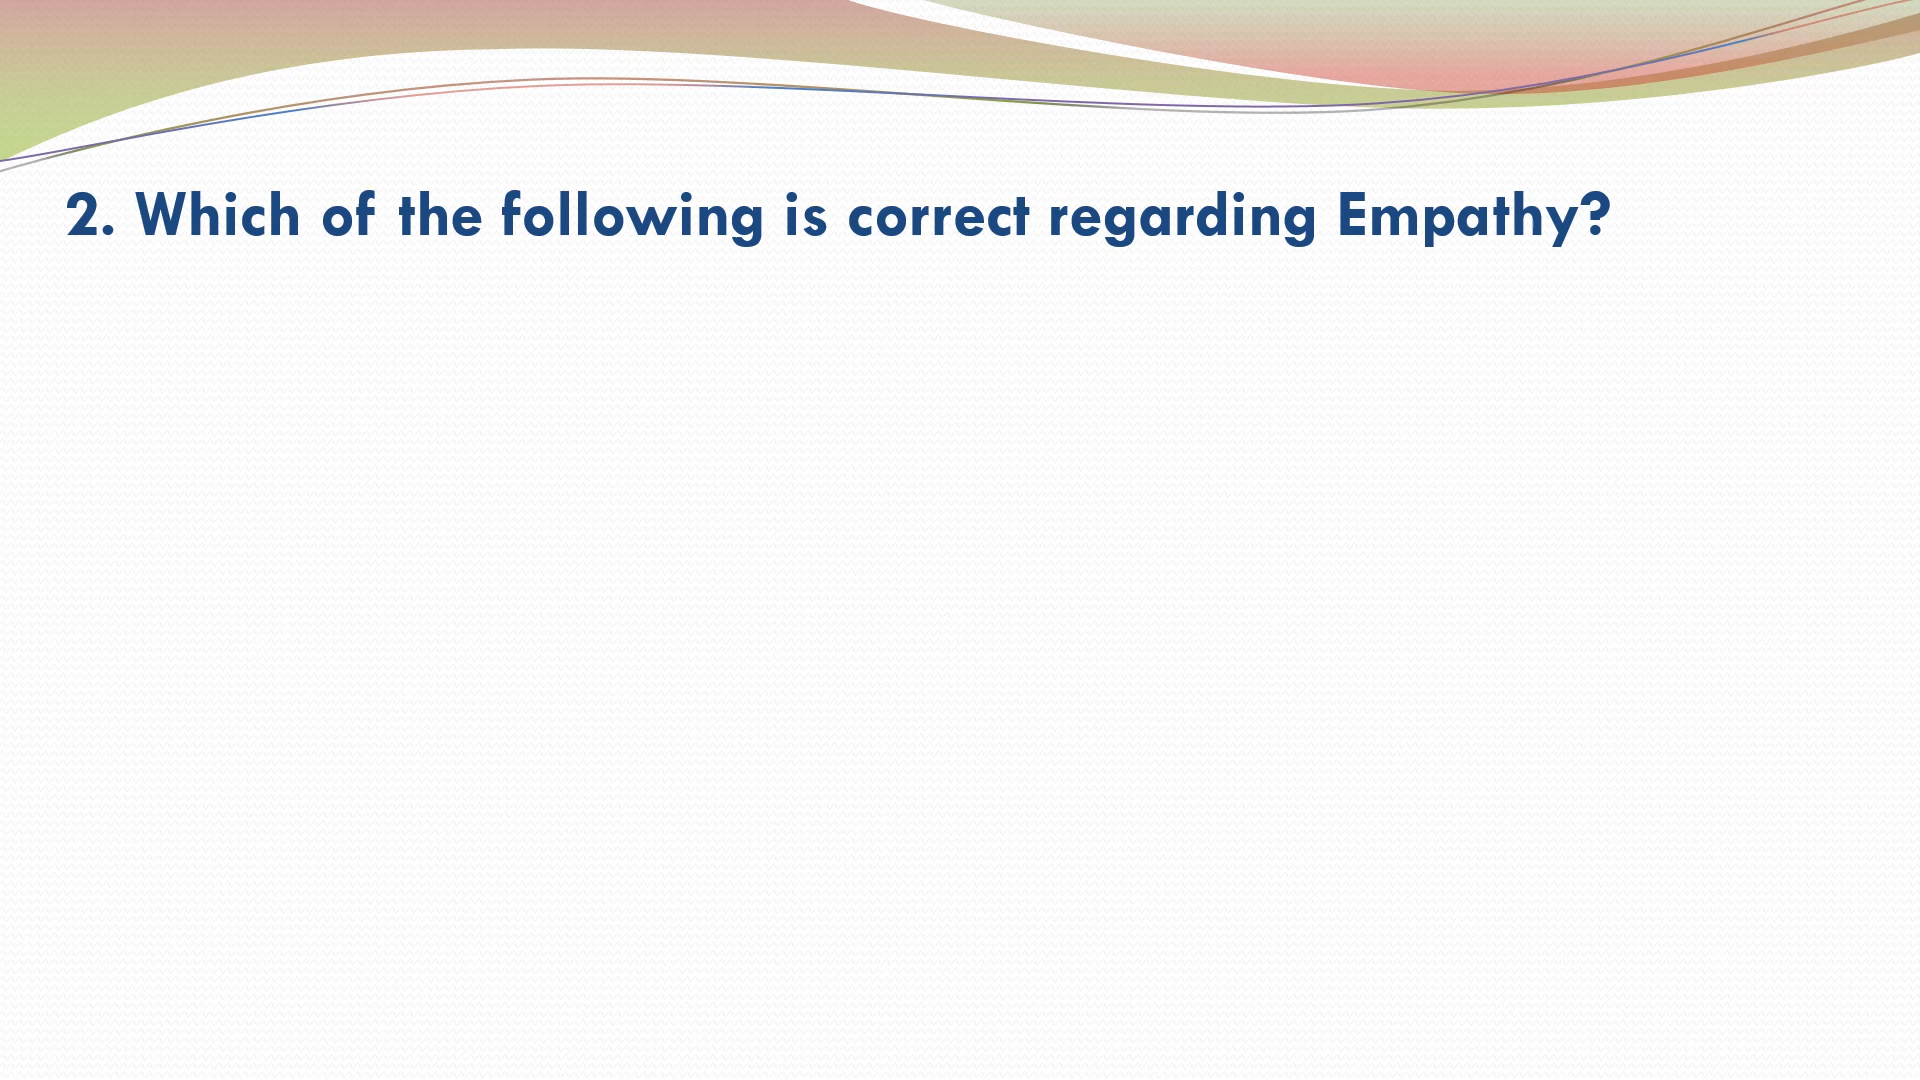 2. Which of the following is correct regarding Empathy?